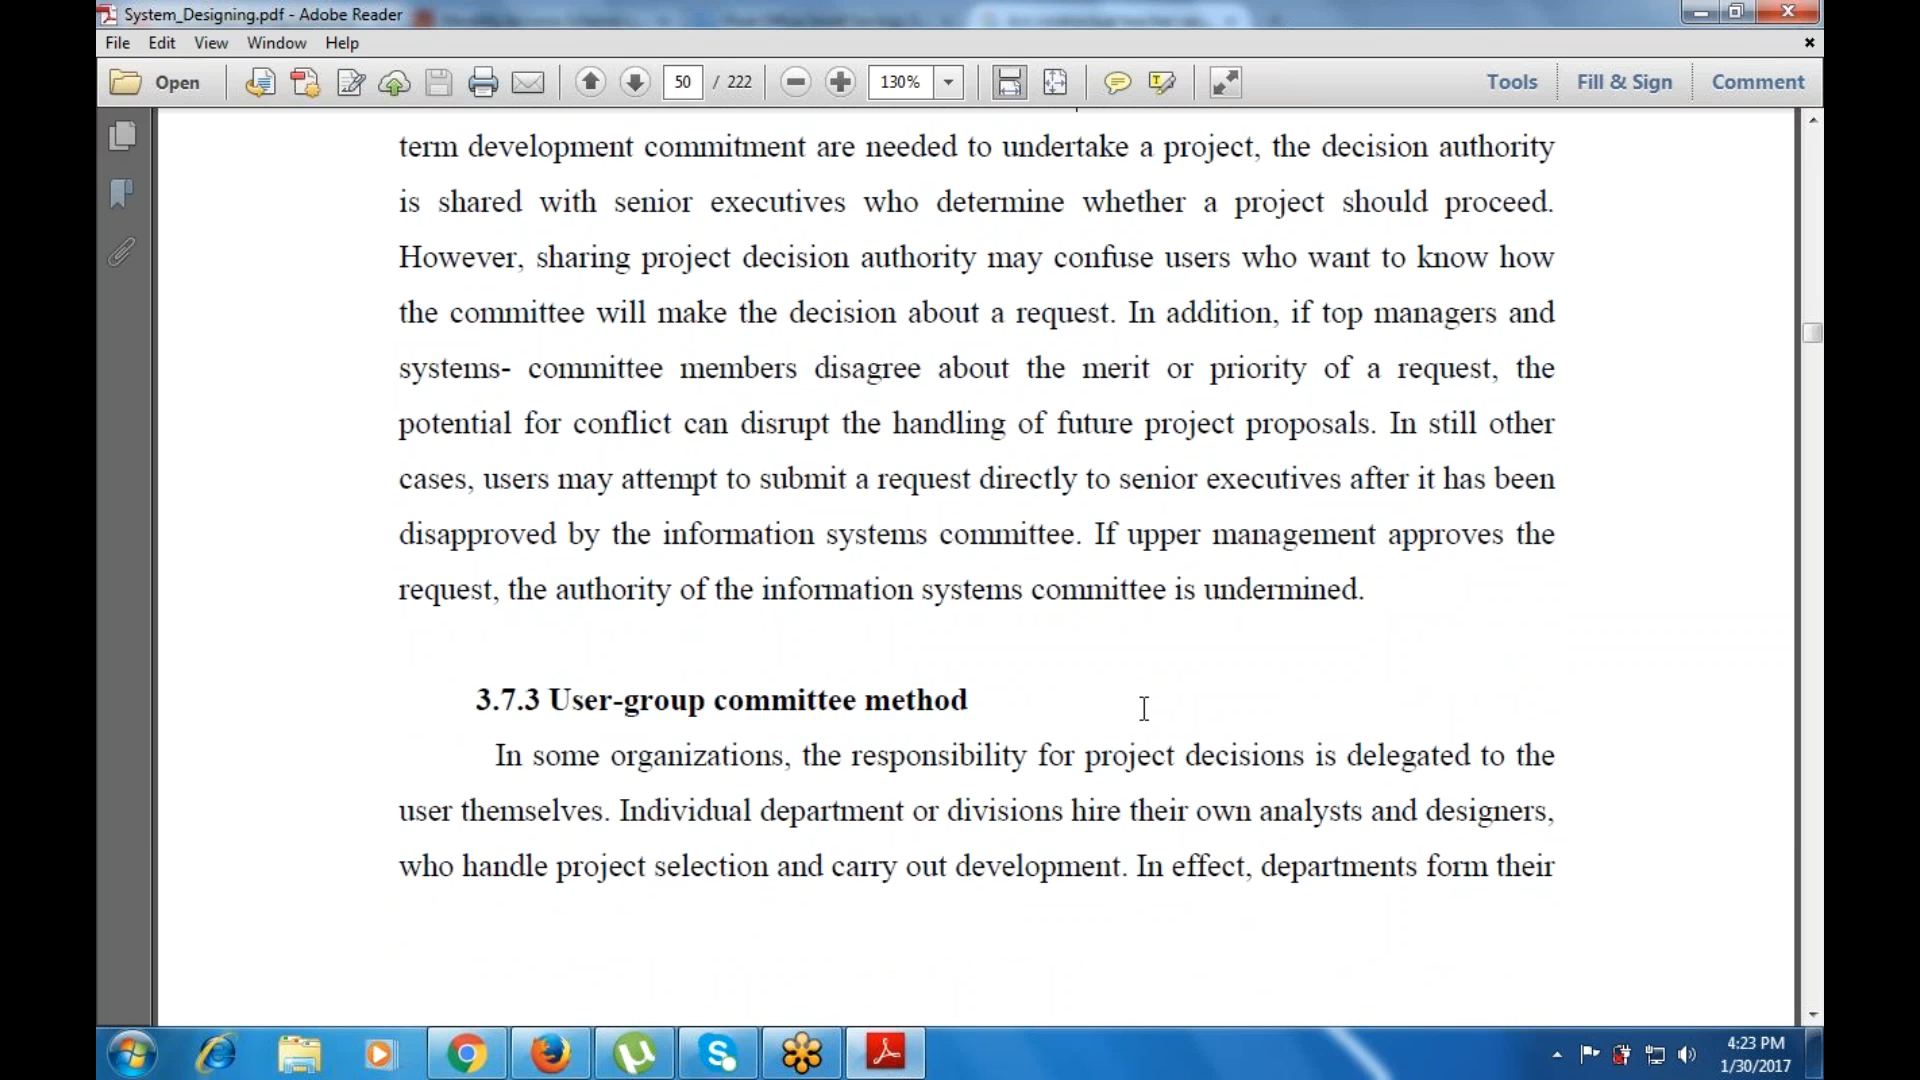 System_Designing.pdf - Adobe Reader
File Edit View Window Help
Open 50 / 222 130% Tools Fill & Sign Comment
term development commitment are needed to undertake a project, the decision authority
is shared with senior executives who determine whether a project should proceed.
However, sharing project decision authority may confuse users who want to know how
the committee will make the decision about a request. In addition, if top managers and
systems- committee members disagree about the merit or priority of a request, the
potential for conflict can disrupt the handling of future project proposals. In still other
cases, users may attempt to submit a request directly to senior executives after it has been
disapproved by the information systems committee. If upper management approves the
request, the authority of the information systems committee is undermined.
3.7.3 User-group committee method
In some organizations, the responsibility for project decisions is delegated to the
user themselves. Individual department or divisions hire their own analysts and designers,
who handle project selection and carry out development. In effect, departments form their
4:23 PM
1/30/2017